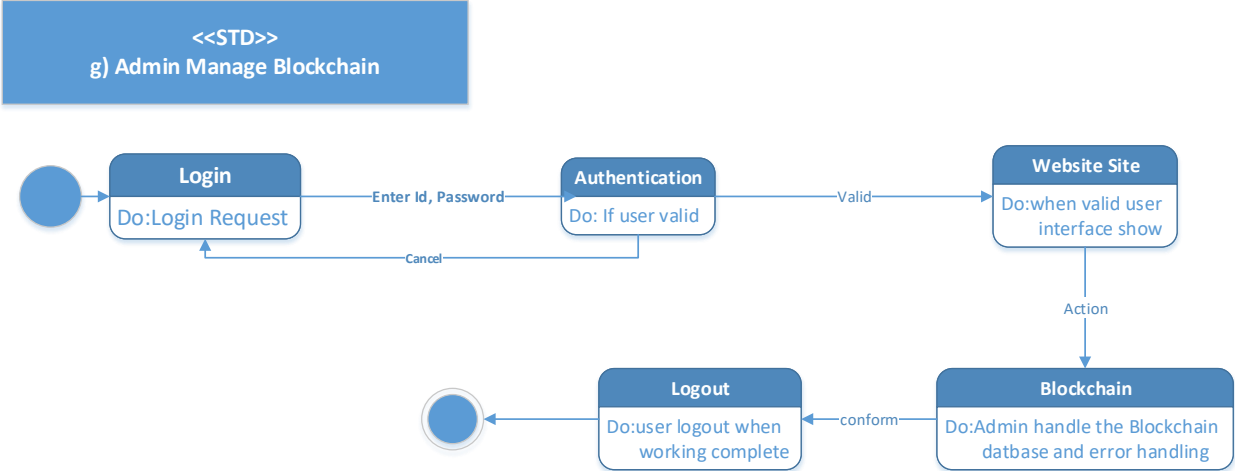 <<STD>>
g) Admin Manage Blockchain
Login
Do:Login Request
Enter Id, Password
Authentication
Do: If user valid
Valid
Website Site
Do:when valid user
interface show
Cancel
Action
Logout
Do:user logout when
working complete
conform
Blockchain
Do:Admin handle the Blockchain
datbase and error handling